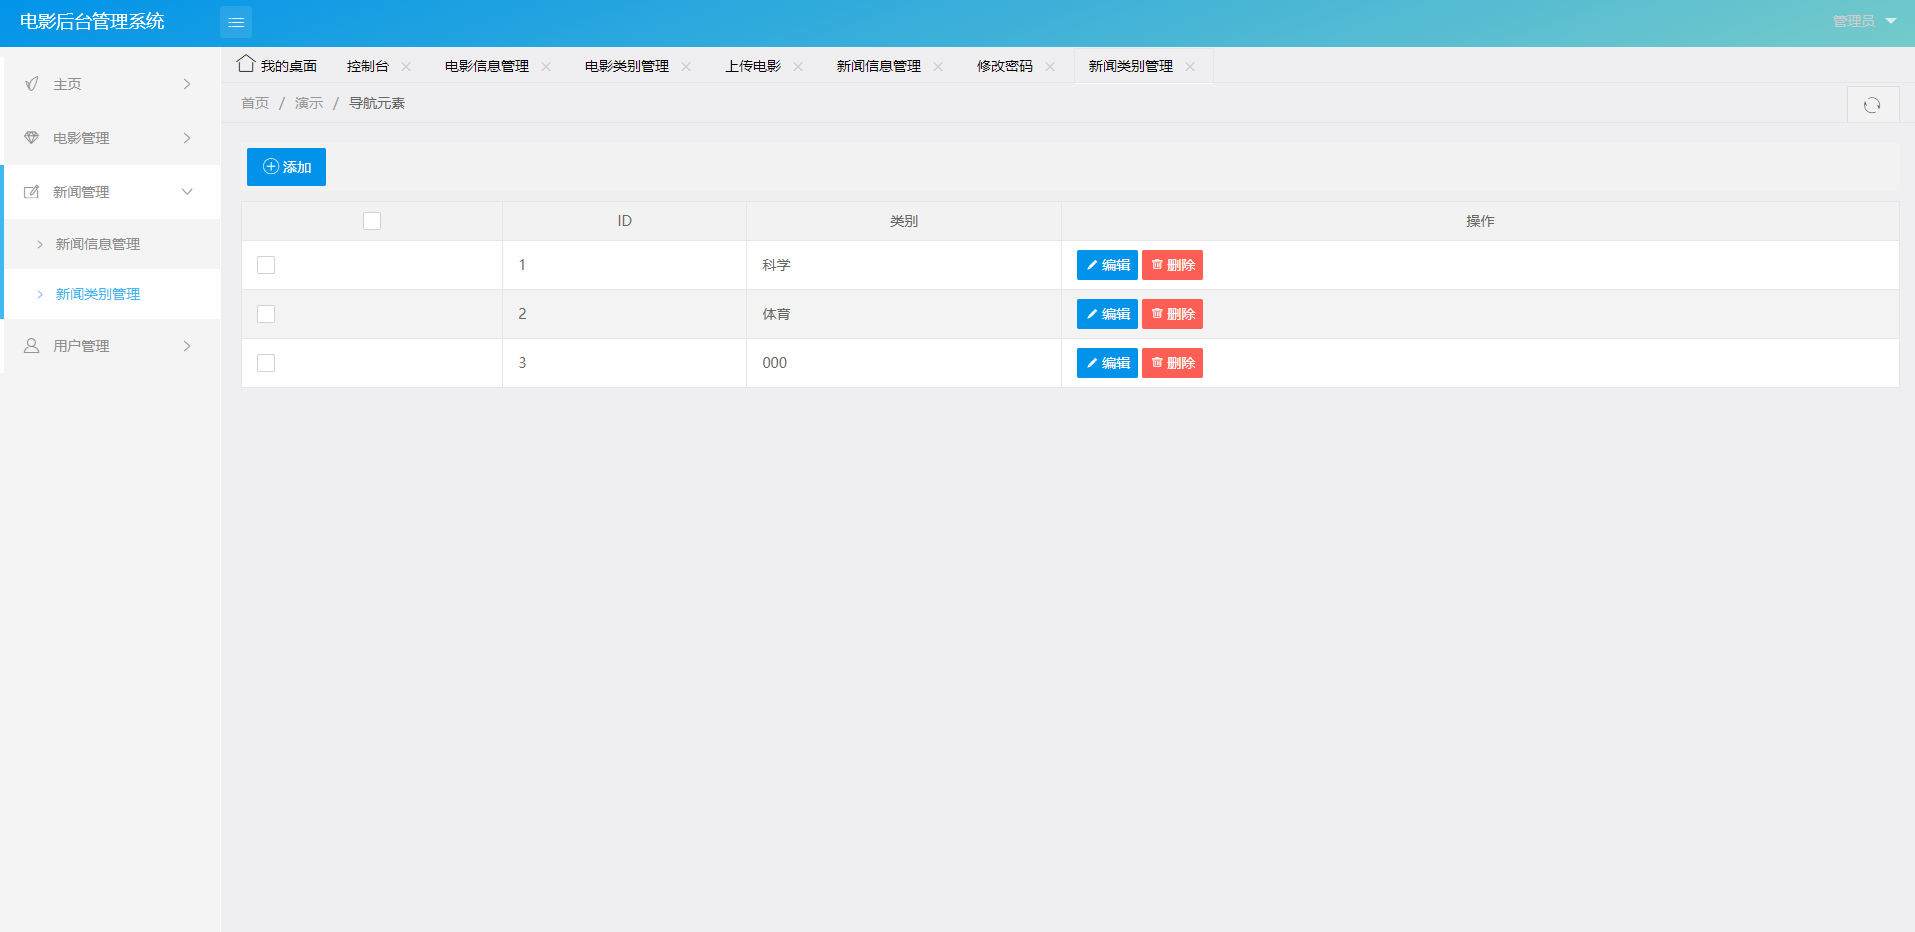 电影后台管理系统
管理员
主页
电影管理
新闻管理
新闻信息管理
新闻类别管理
用户管理
我的桌面 控制台 电影信息管理 电影类别管理 上传电影 新闻信息管理 修改密码 新闻类别管理
首页 / 演示 / 导航元素
添加
ID 类别 操作
1 科学 编辑 删除
2 体育 编辑 删除
3 000 编辑 删除